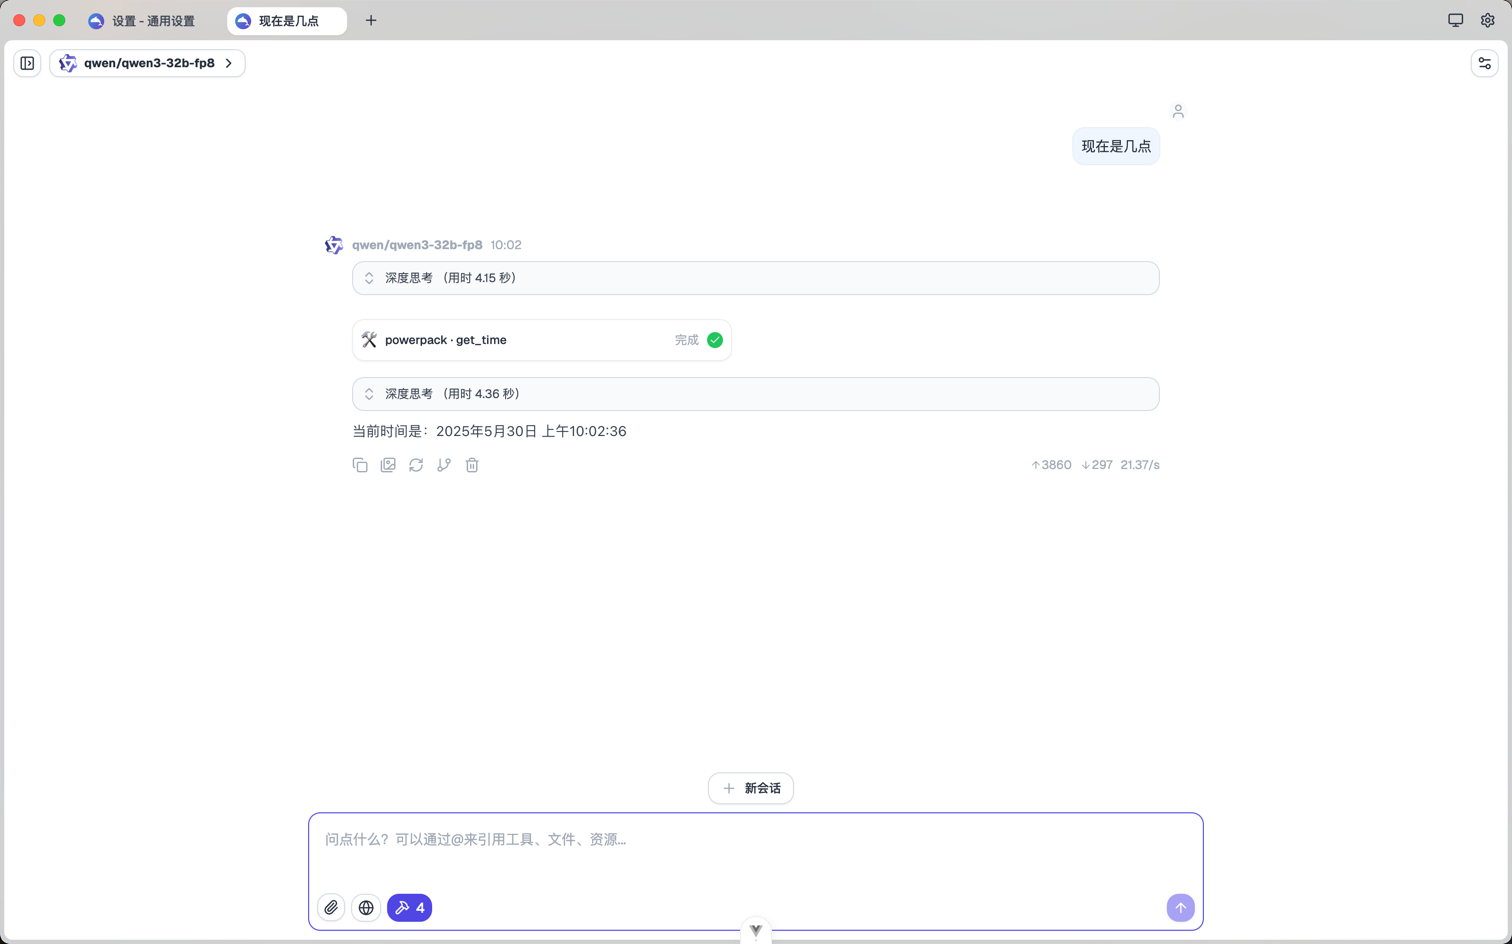 设置 - 通用设置
现在是几点
qwen/qwen3-32b-fp8
现在是几点
qwen/qwen3-32b-fp8 10:02
深度思考 （用时 4.15 秒）
powerpack · get_time 完成
深度思考 （用时 4.36 秒）
当前时间是：2025年5月30日 上午10:02:36
↑3860 ↓297 21.37/s
新会话
问点什么？可以通过@来引用工具、文件、资源...
4